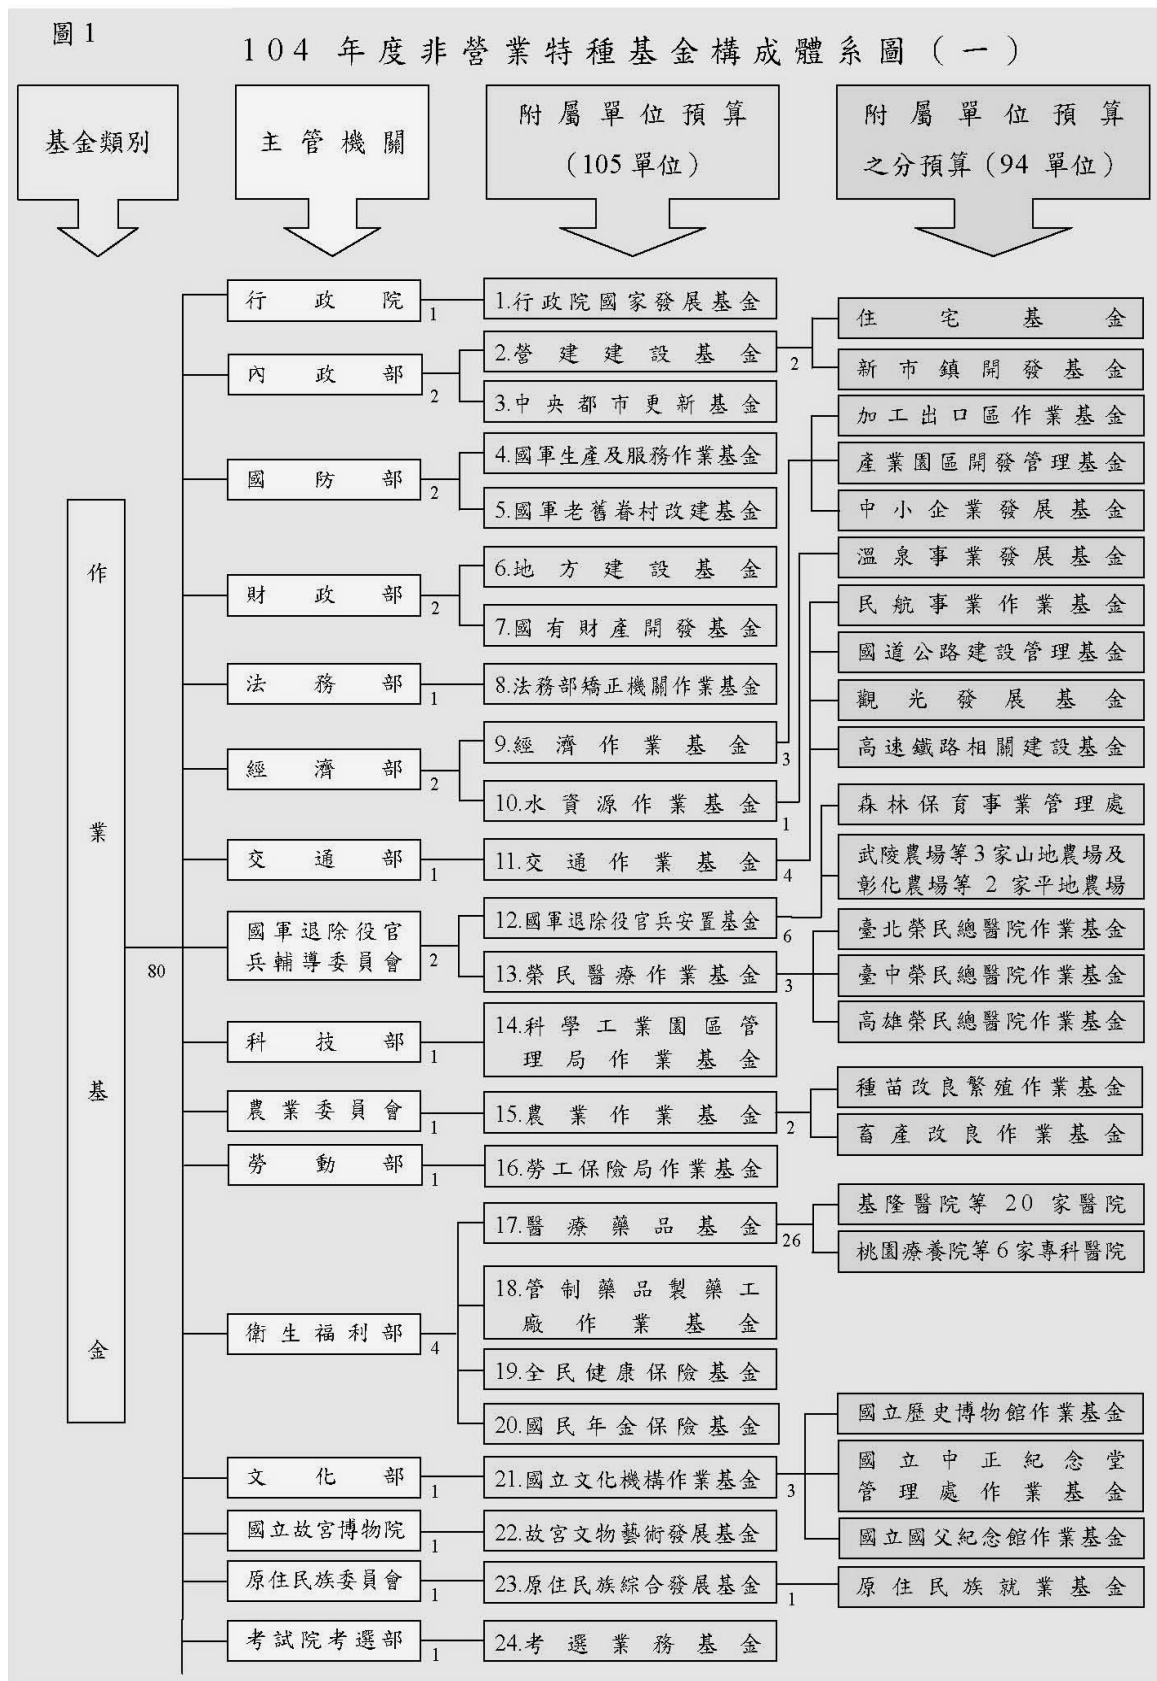 圖1
104 年度非營業特種基金構成體系圖(一)
基金類別
主管機關
附屬單位預算
(105 單位)
附屬單位預算
之分預算(94 單位)
作業基金
80
行政院
1
1.行政院國家發展基金
內政部
2
2.營建建設基金
2
住宅基金
新市鎮開發基金
3.中央都市更新基金
國防部
2
4.國軍生產及服務作業基金
5.國軍老舊眷村改建基金
財政部
2
6.地方建設基金
7.國有財產開發基金
法務部
1
8.法務部矯正機關作業基金
經濟部
2
9.經濟作業基金
3
加工出口區作業基金
產業園區開發管理基金
中小企業發展基金
10.水資源作業基金
1
溫泉事業發展基金
交通部
1
11.交通作業基金
4
民航事業作業基金
國道公路建設管理基金
觀光發展基金
高速鐵路相關建設基金
國軍退除役官
兵輔導委員會
2
12.國軍退除役官兵安置基金
6
森林保育事業管理處
武陵農場等3家山地農場及
彰化農場等 2 家平地農場
13.榮民醫療作業基金
3
臺北榮民總醫院作業基金
臺中榮民總醫院作業基金
高雄榮民總醫院作業基金
科技部
1
14.科學工業園區管
理局作業基金
農業委員會
1
15.農業作業基金
2
種苗改良繁殖作業基金
畜產改良作業基金
勞動部
1
16.勞工保險局作業基金
衛生福利部
4
17.醫療藥品基金
26
基隆醫院等 20 家醫院
桃園療養院等6家專科醫院
18.管制藥品製藥工
廠作業基金
19.全民健康保險基金
20.國民年金保險基金
文化部
1
21.國立文化機構作業基金
3
國立歷史博物館作業基金
國立中正紀念堂
管理處作業基金
國立國父紀念館作業基金
國立故宮博物院
1
22.故宮文物藝術發展基金
原住民族委員會
1
23.原住民族綜合發展基金
1
原住民族就業基金
考試院考選部
1
24.考選業務基金